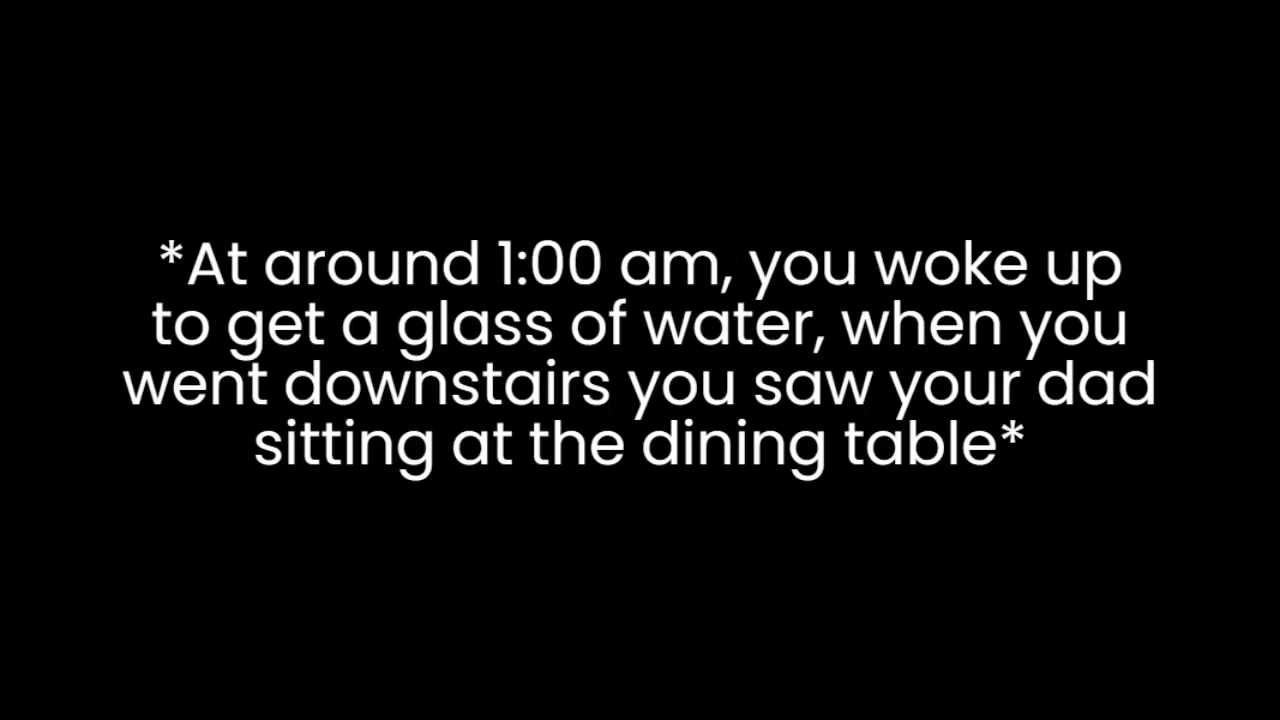 *At around 1:00 am, you woke up
to get a glass of water, when you
went downstairs you saw your dad
sitting at the dining table*